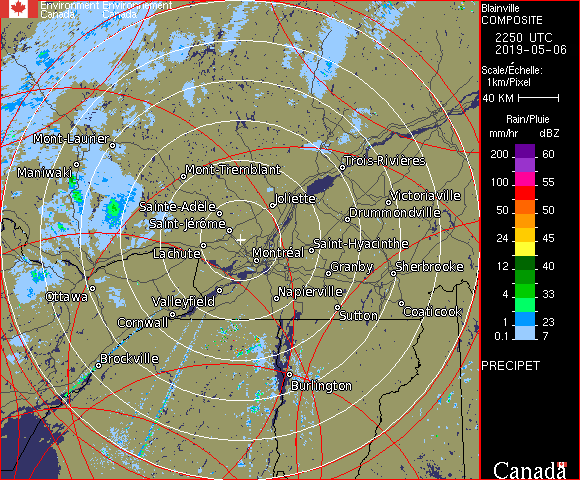 Environment Environnement
Canada Canada
Mont-Laurier
Maniwaki
Mont-Tremblant
Trois-Rivières
Sainte-Adèle
Joliette
Victoriaville
Saint-Jérôme
Drummondville
Lachute
Montréal
Saint-Hyacinthe
Granby
Sherbrooke
Ottawa
Valleyfield
Napierville
Cornwall
Sutton
Coaticook
Brockville
Burlington
Blainville
COMPOSITE
2250 UTC
2019-05-06
Scale/Échelle:
1km/Pixel
40 KM
Rain/Pluie
mm/hr dBZ
200 60
100 55
50 50
24 45
12 40
4 33
1 23
0.1 7
PRECIPET
Canada